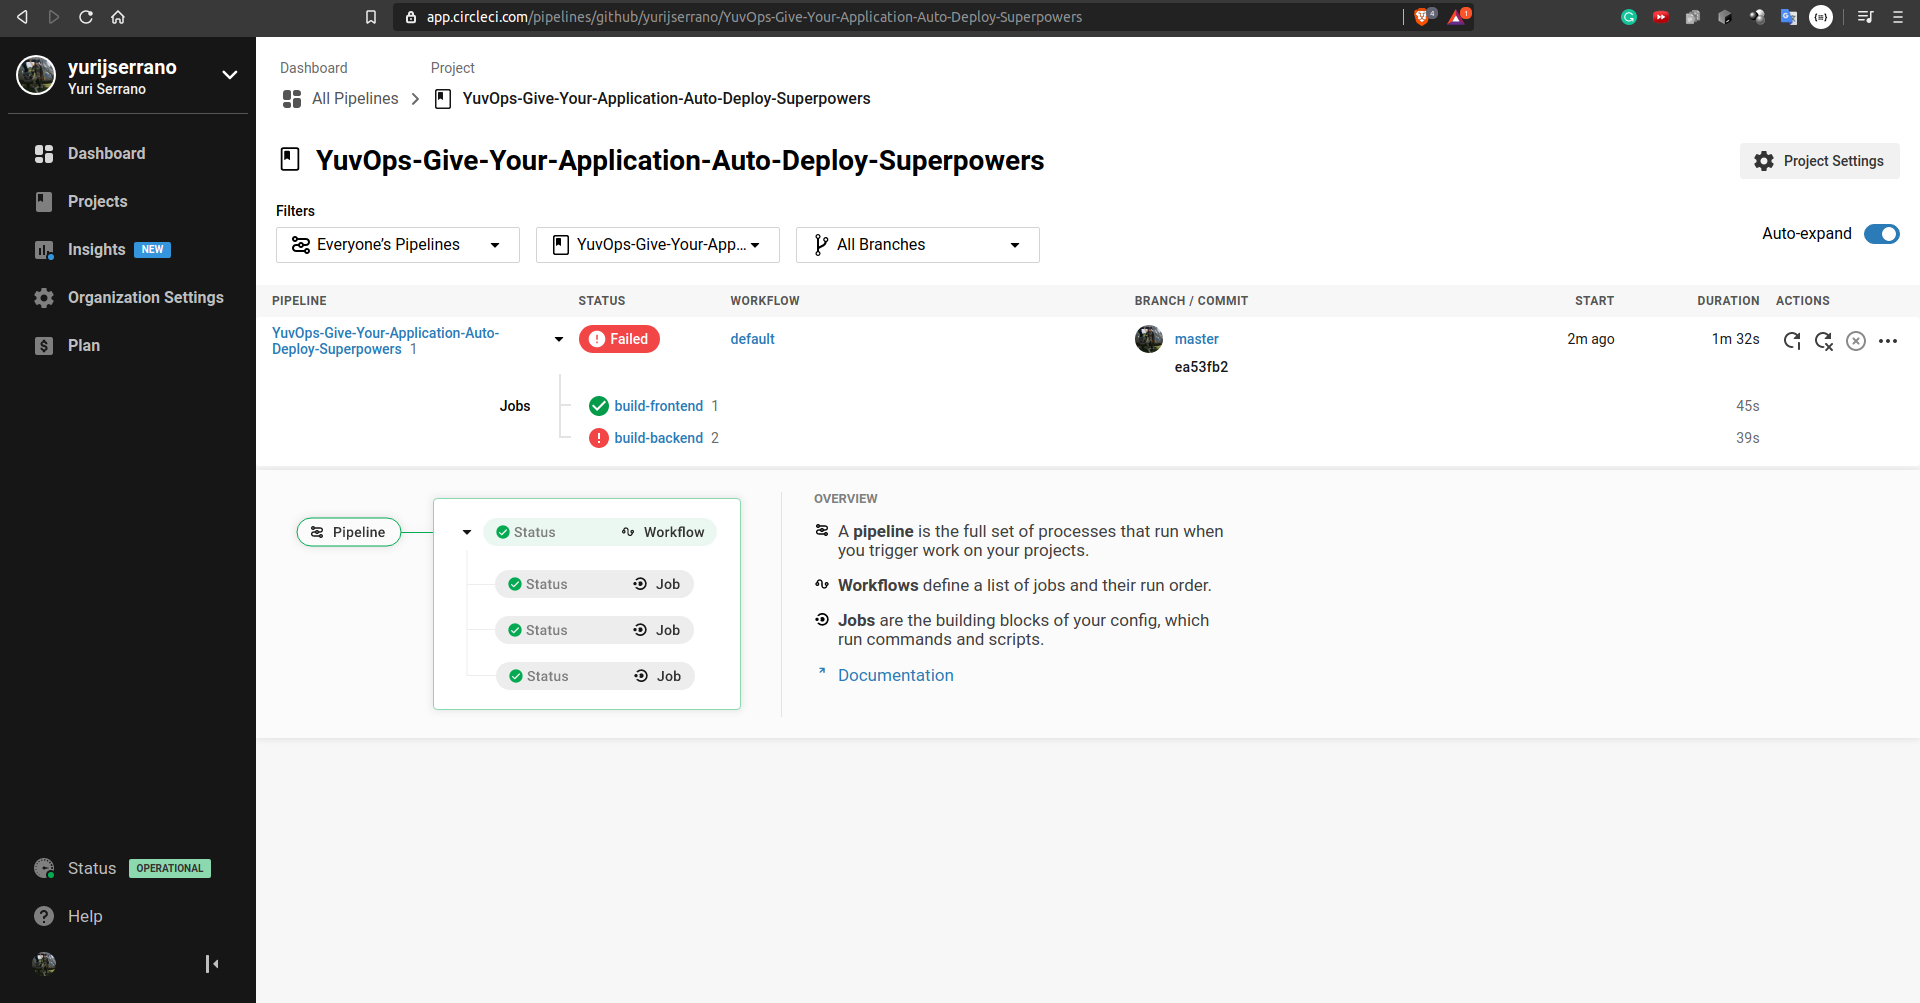 app.circleci.com/pipelines/github/yurijserrano/YuvOps-Give-Your-Application-Auto-Deploy-Superpowers
4
1
yurijserrano
Yuri Serrano
Dashboard
Projects
Insights NEW
Organization Settings
Plan
Status OPERATIONAL
Help
Dashboard Project
All Pipelines YuvOps-Give-Your-Application-Auto-Deploy-Superpowers
YuvOps-Give-Your-Application-Auto-Deploy-Superpowers
Project Settings
Filters
Everyone's Pipelines YuvOps-Give-Your-App... All Branches
Auto-expand
PIPELINE STATUS WORKFLOW BRANCH / COMMIT START DURATION ACTIONS
YuvOps-Give-Your-Application-Auto-
Deploy-Superpowers 1
Failed default master 2m ago 1m 32s
ea53fb2
Jobs build-frontend 1 45s
build-backend 2 39s
Pipeline
Status Workflow
Status Job
Status Job
Status Job
OVERVIEW
A pipeline is the full set of processes that run when
you trigger work on your projects.
Workflows define a list of jobs and their run order.
Jobs are the building blocks of your config, which
run commands and scripts.
Documentation